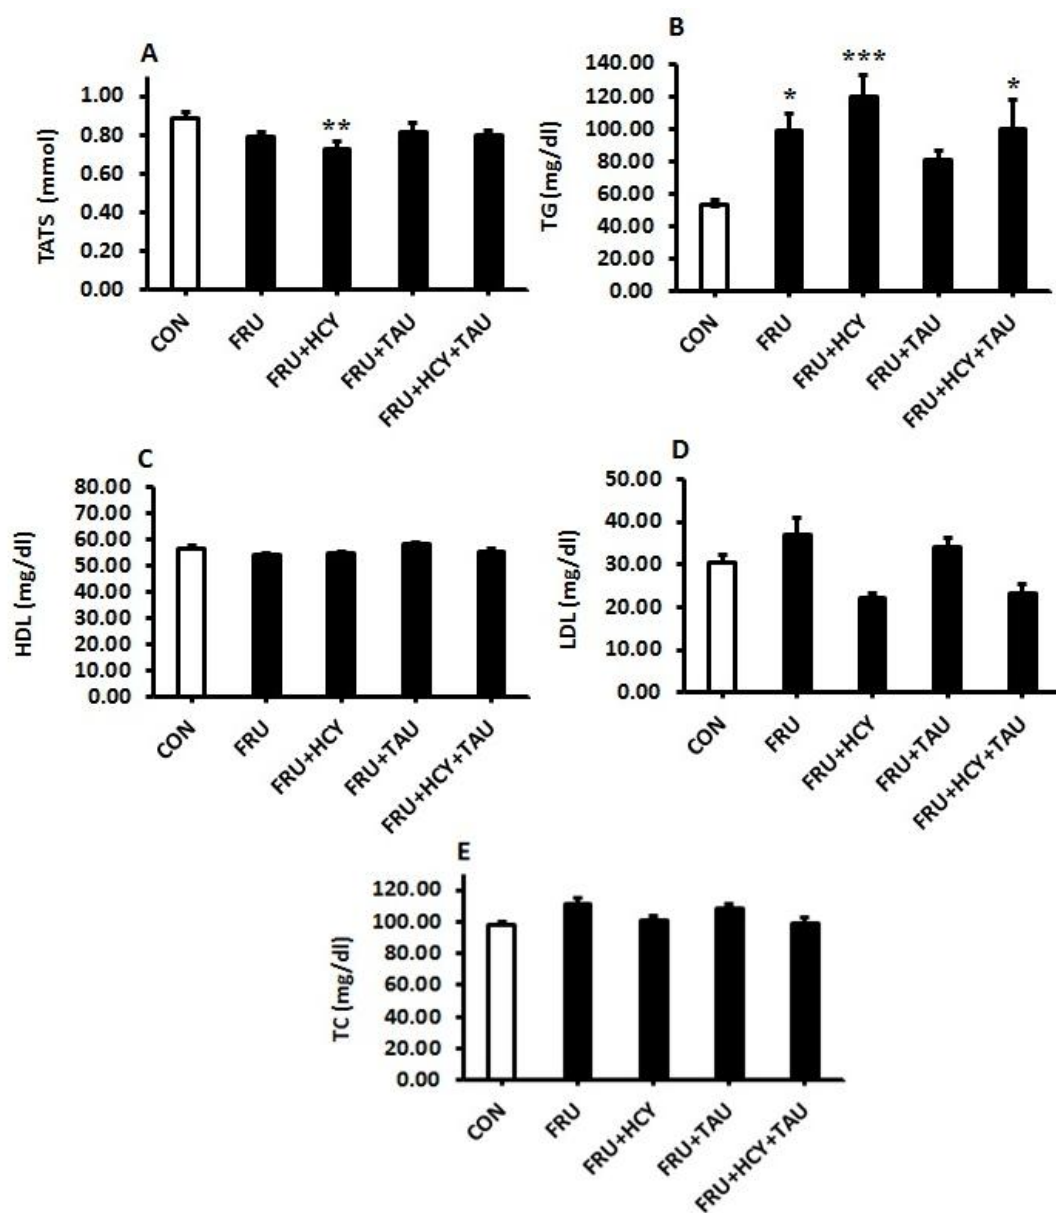 A
TATS (mmol)
1.00
0.80
0.60
0.40
0.20
0.00
**
CON
FRU
FRU+HCY
FRU+TAU
FRU+HCY+TAU
B
TG (mg/dl)
140.00
120.00
100.00
80.00
60.00
40.00
20.00
0.00
*
***
*
CON
FRU
FRU+HCY
FRU+TAU
FRU+HCY+TAU
C
HDL (mg/dl)
80.00
70.00
60.00
50.00
40.00
30.00
20.00
10.00
0.00
CON
FRU
FRU+HCY
FRU+TAU
FRU+HCY+TAU
D
LDL (mg/dl)
50.00
40.00
30.00
20.00
10.00
0.00
CON
FRU
FRU+HCY
FRU+TAU
FRU+HCY+TAU
E
TC (mg/dl)
120.00
100.00
80.00
60.00
40.00
20.00
0.00
CON
FRU
FRU+HCY
FRU+TAU
FRU+HCY+TAU